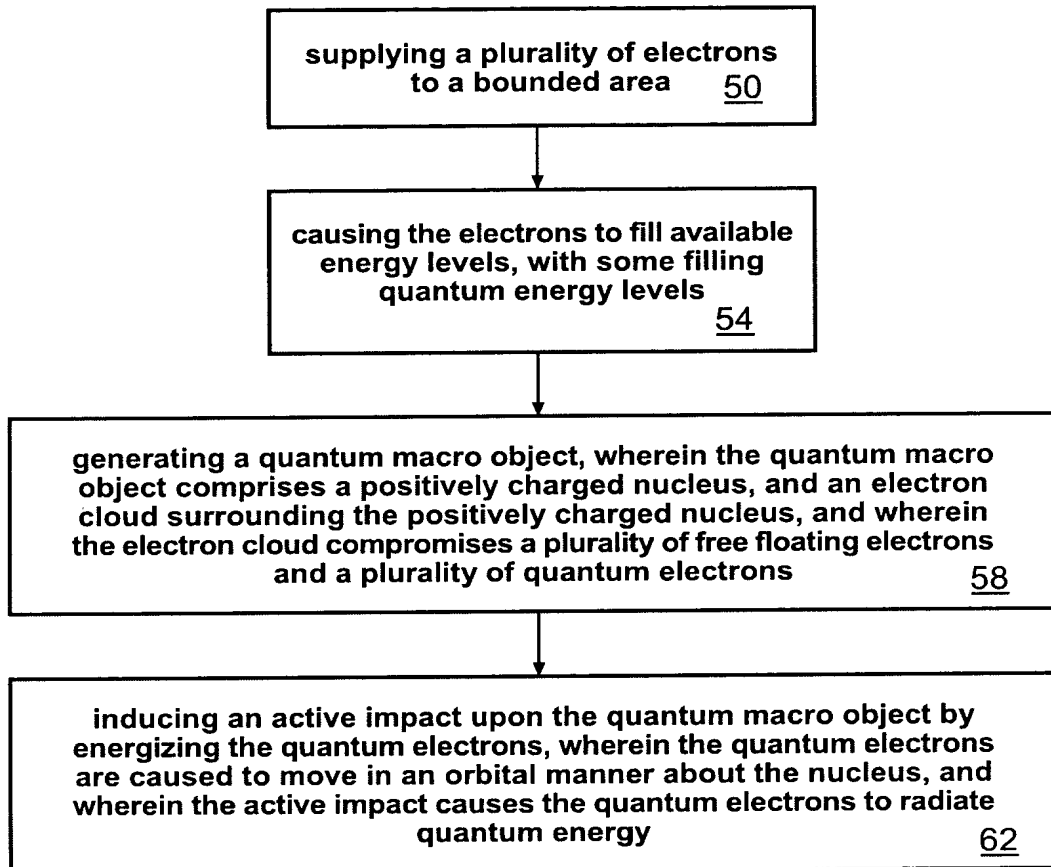 supplying a plurality of electrons
to a bounded area 50
causing the electrons to fill available
energy levels, with some filling
quantum energy levels
54
generating a quantum macro object, wherein the quantum macro
object comprises a positively charged nucleus, and an electron
cloud surrounding the positively charged nucleus, and wherein
the electron cloud compromises a plurality of free floating electrons
and a plurality of quantum electrons 58
inducing an active impact upon the quantum macro object by
energizing the quantum electrons, wherein the quantum electrons
are caused to move in an orbital manner about the nucleus, and
wherein the active impact causes the quantum electrons to radiate
quantum energy 62